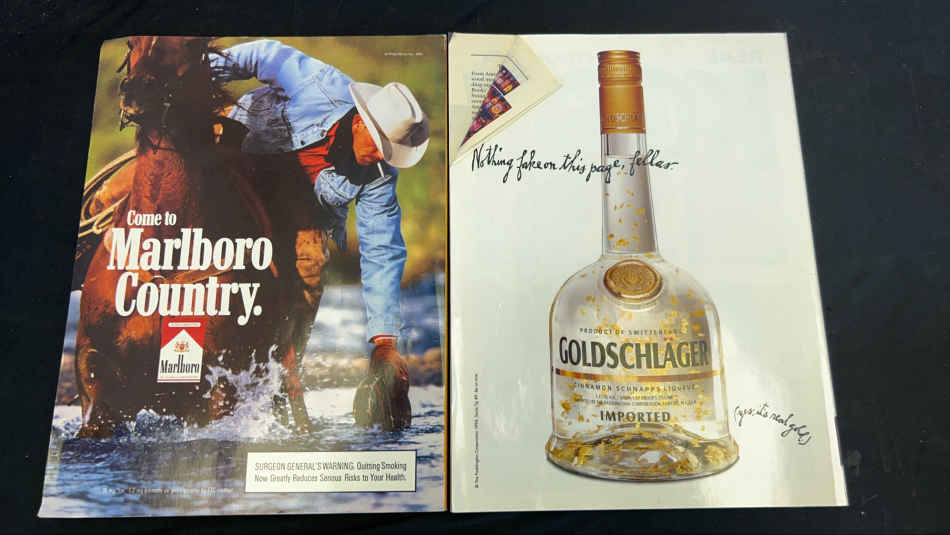 Come to
Marlboro
Country.
Marlboro
SURGEON GENERAL'S WARNING: Quitting Smoking
Now Greatly Reduces Serious Risks to Your Health.
Nothing fake on this page, fellas.
PRODUCT OF SWITZERLAND
GOLDSCHLAGER
CINNAMON SCHNAPPS LIQUEUR
IMPORTED
(yes, it's real gold)